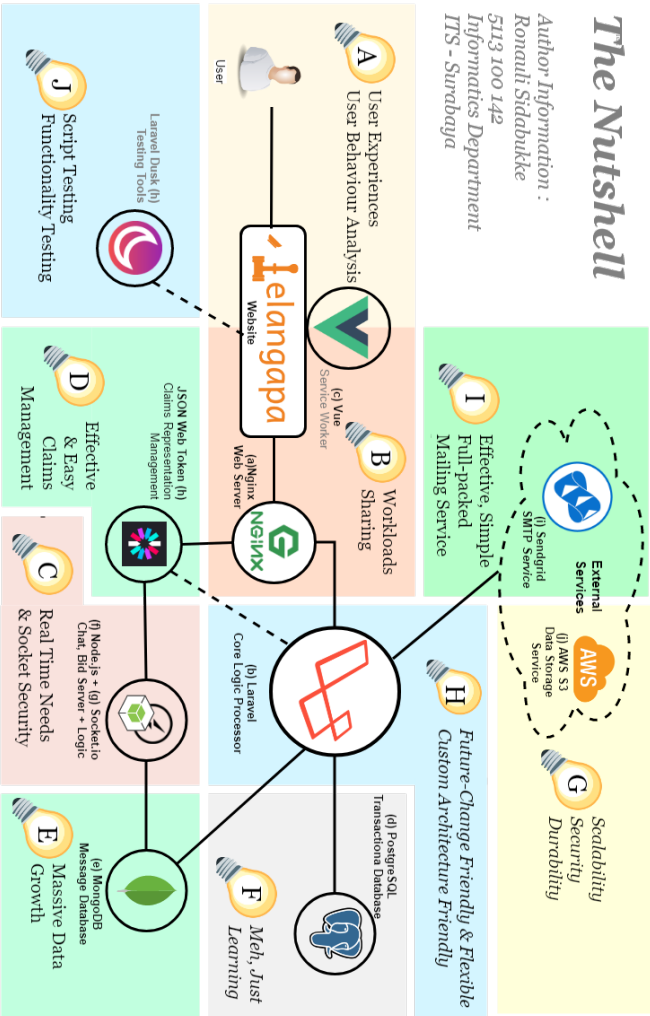 The Nutshell
Author Information :
Ronauli Sidabukke
5113 100 142
Informatics Department
ITS - Surabaya
A
User Experiences
User Behaviour Analysis
User
J
Script Testing
Functionality Testing
Laravel Dusk (h)
Testing Tools
telangapa
Website
(c) Vue
Service Worker
B
Workloads
Sharing
(a)Nginx
Web Server
NGINX
I
Effective, Simple
Full-packed
Mailing Service
(i) Sendgrid
SMTP Service
External
Services
AWS
(j) AWS S3
Data Storage
Service
G
Scalability
Security
Durability
D
Effective
& Easy
Claims
Management
JSON Web Token (h)
Claims Representation
Management
C
Real Time Needs
& Socket Security
(f) Node.js + (g) Socket.io
Chat, Bid Server + Logic
(b) Laravel
Core Logic Processor
H
Future-Change Friendly & Flexible
Custom Architecture Friendly
E
Massive Data
Growth
(e) MongoDB
Message Database
F
Meh, Just
Learning
(d) PostgreSQL
Transactiona Database